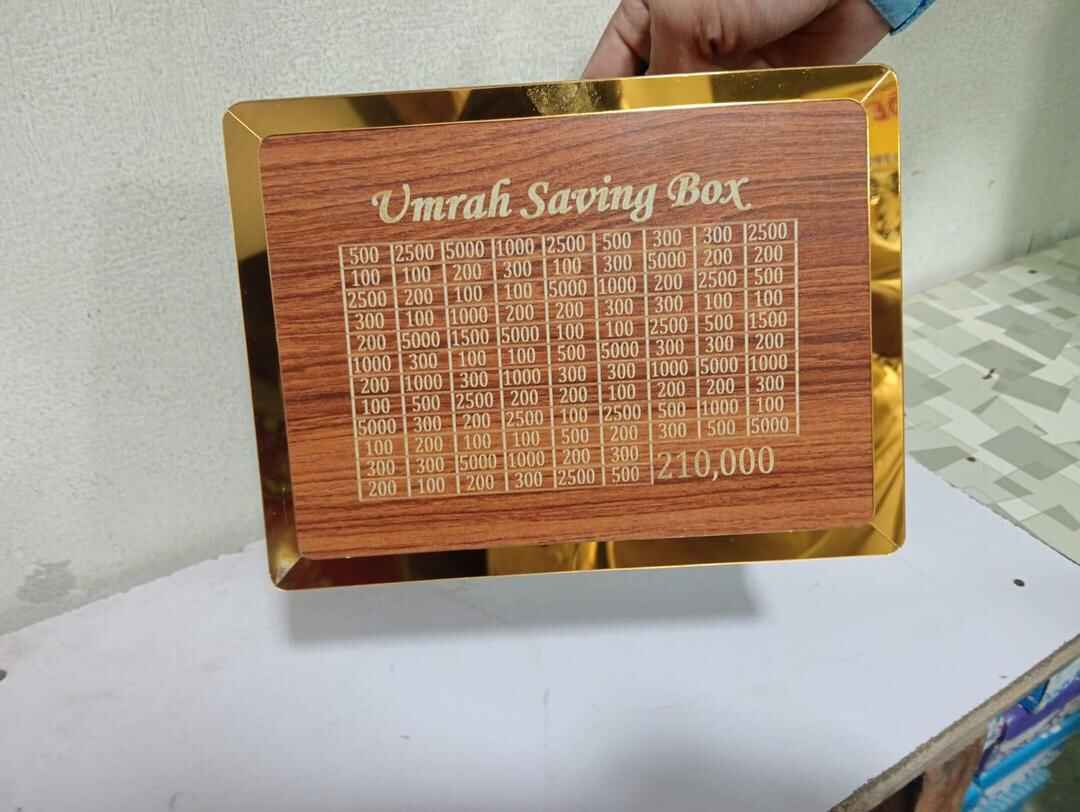 Umrah Saving Box
500 2500 5000 1000 2500 500 300 300 2500
100 100 200 300 100 300 5000 200 200
2500 200 100 100 5000 1000 200 2500 500
300 100 1000 200 200 300 300 100 100
200 5000 1500 5000 100 100 2500 500 1500
1000 300 100 100 500 5000 300 300 200
200 1000 300 1000 300 300 1000 5000 1000
100 500 2500 200 200 100 200 200 300
5000 300 200 2500 100 2500 500 1000 100
100 200 100 100 500 200 300 500 5000
300 300 5000 1000 200 300 210,000
200 100 200 300 2500 500